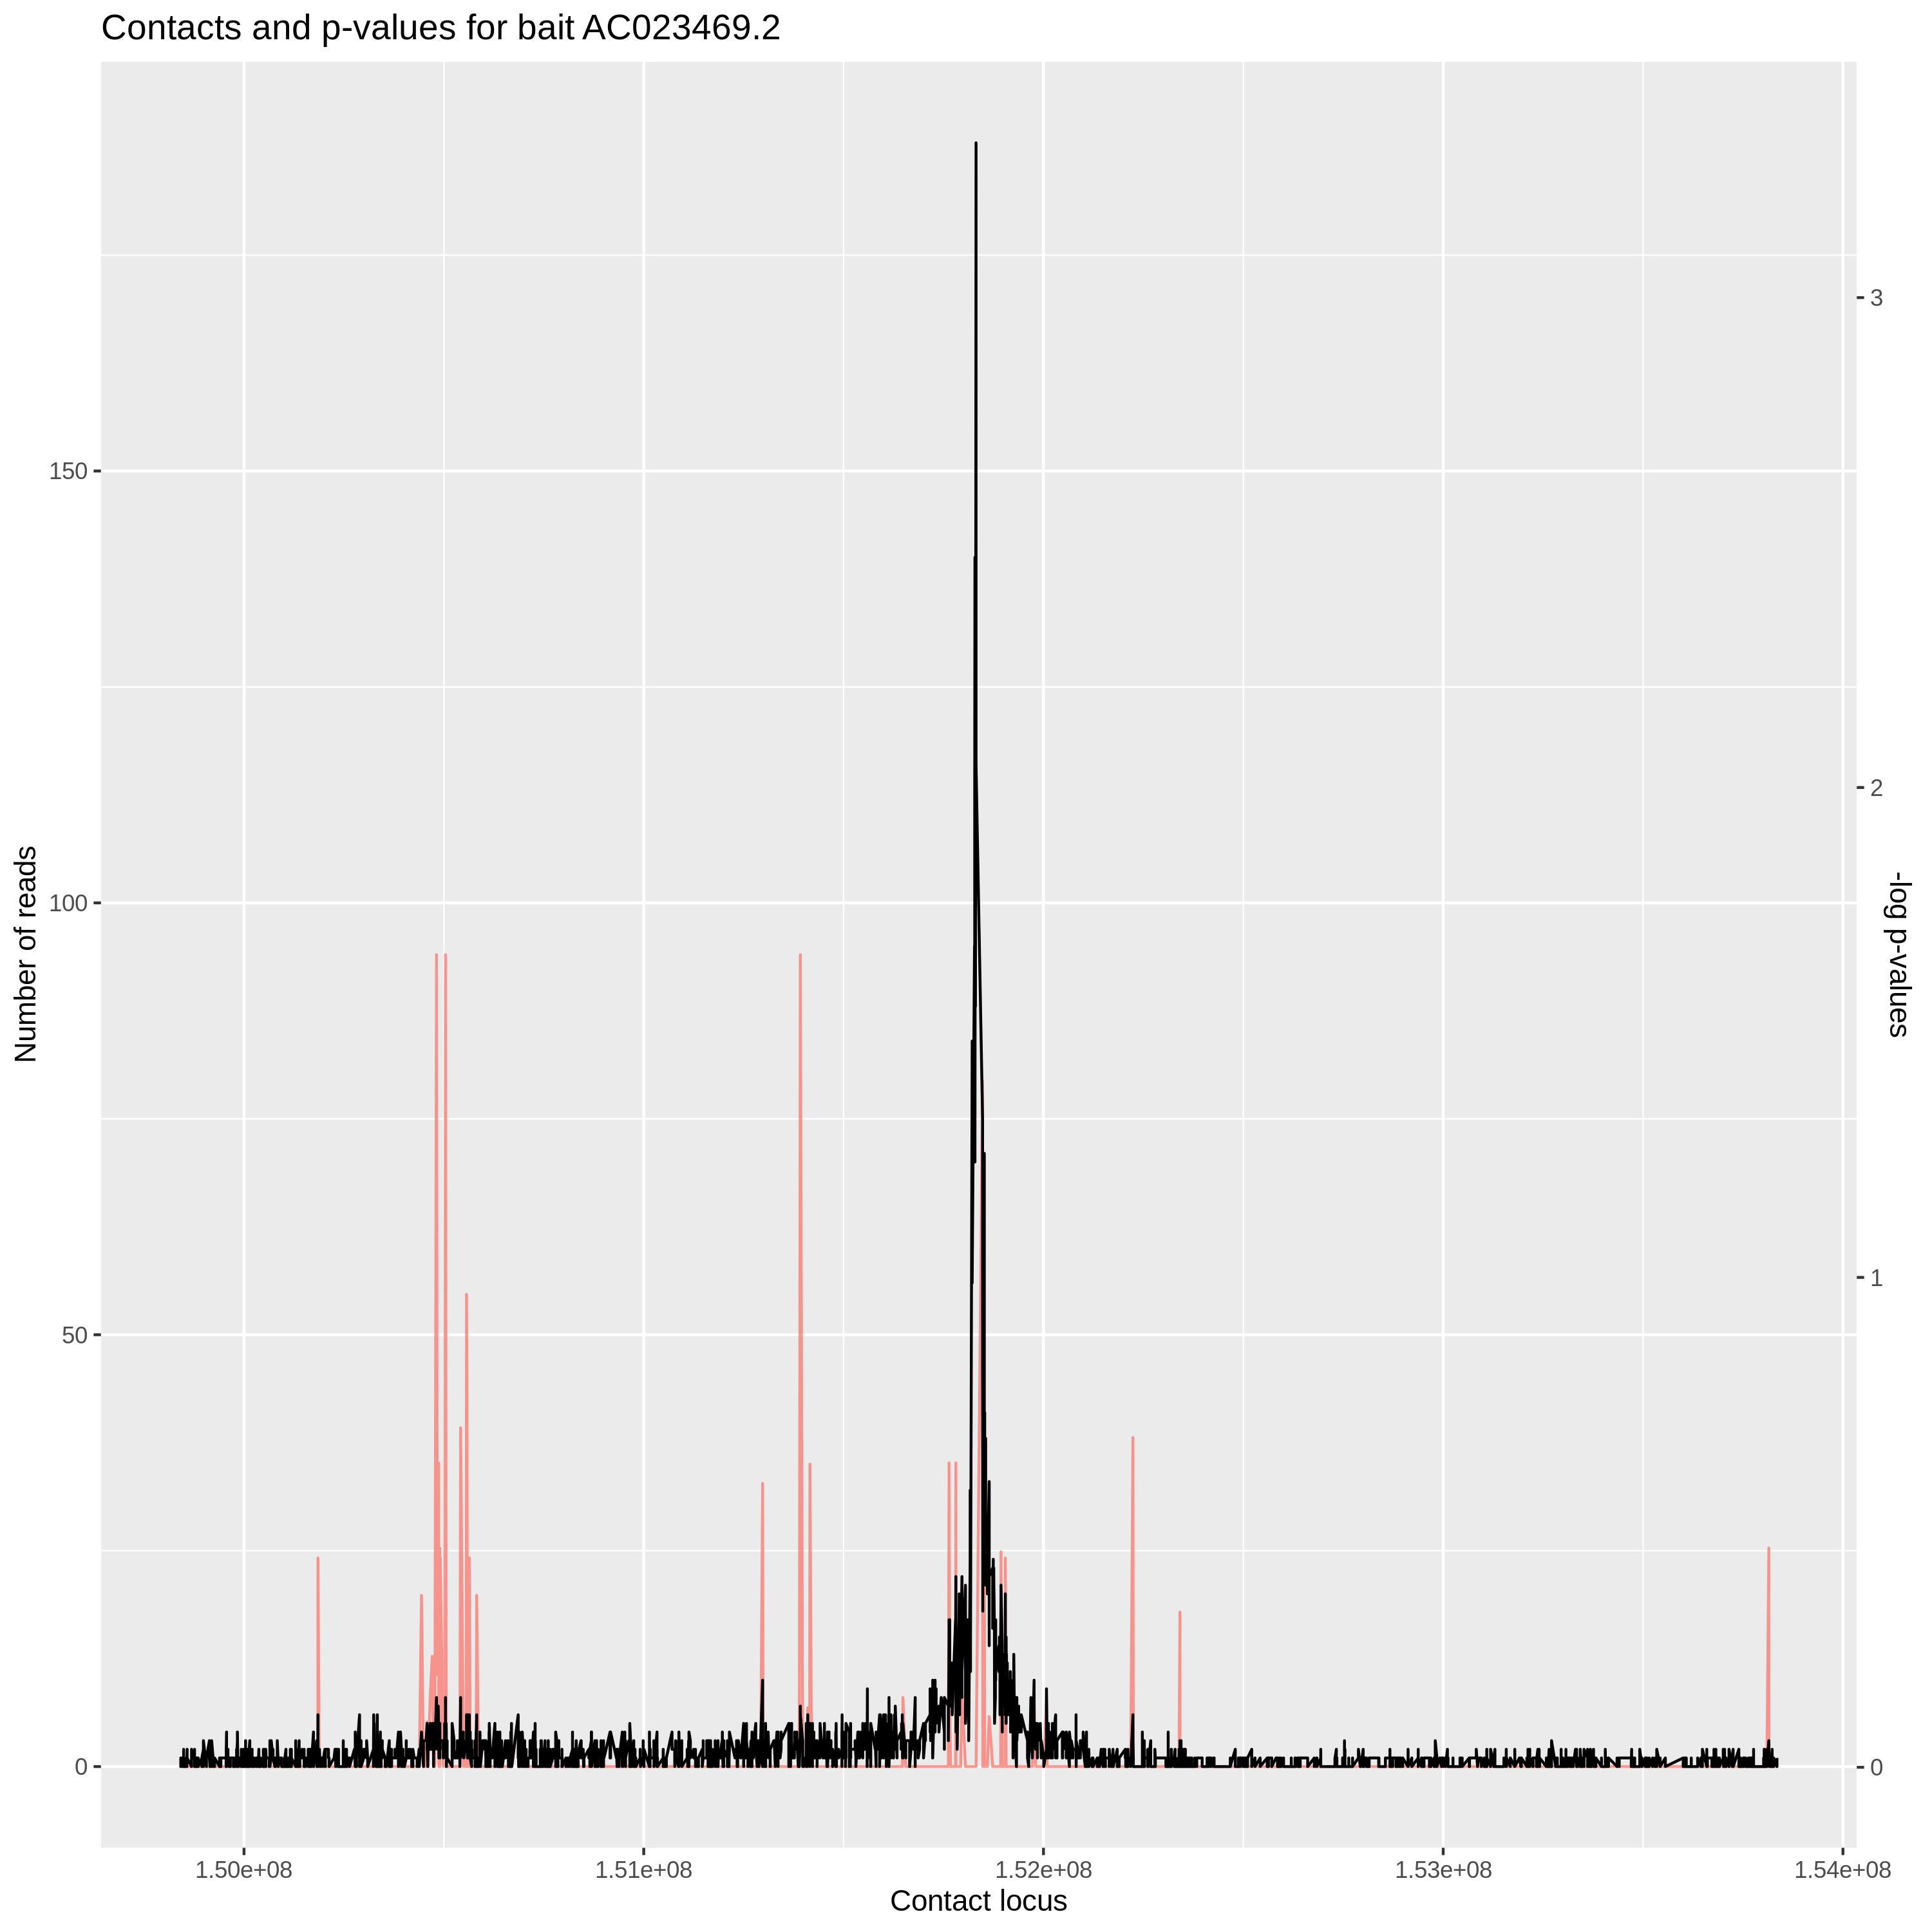 Contacts and p-values for bait AC023469.2
Number of reads
150
100
50
0
3
2
1
0
-log p-values
1.50e+08
1.51e+08
1.52e+08
1.53e+08
1.54e+08
Contact locus